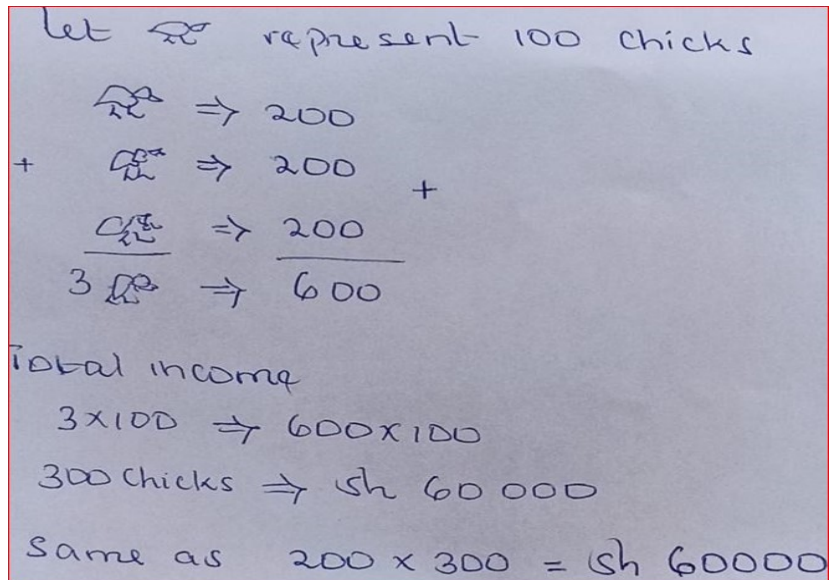 Let represent 100 chicks
⇒ 200
+ ⇒ 200 +
⇒ 200
3 ⇒ 600
Total income
3×100 ⇒ 600×100
300 Chicks ⇒ sh 60 000
Same as 200 × 300 = sh 60000